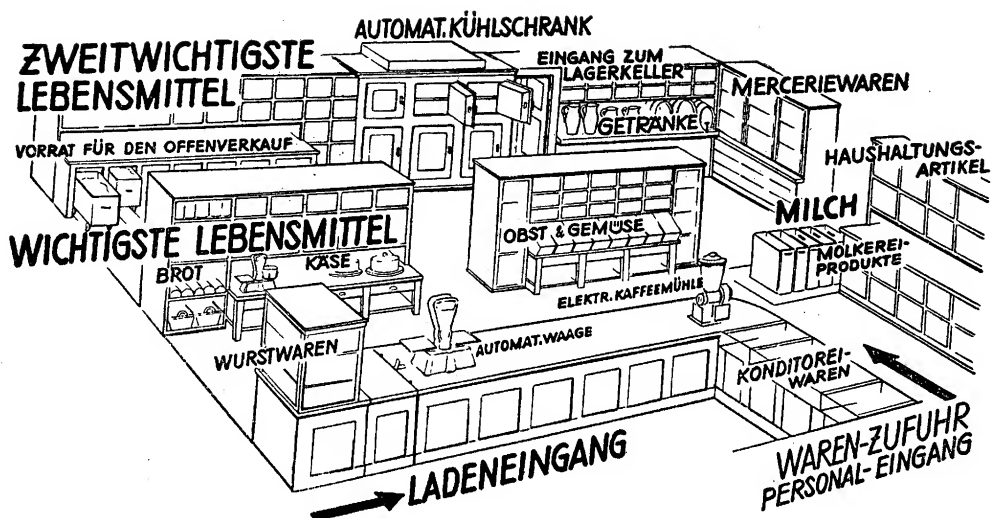 AUTOMAT. KÜHLSCHRANK
ZWEITWICHTIGSTE
LEBENSMITTEL
EINGANG ZUM
LAGERKELLER
MERCERIEWAREN
GETRÄNKE
VORRAT FÜR DEN OFFENVERKAUF
HAUSHALTUNGS-
ARTIKEL
MILCH
WICHTIGSTE LEBENSMITTEL
OBST & GEMÜSE
MOLKEREI-
PRODUKTE
BROT
KÄSE
ELEKTR. KAFFEEMÜHLE
WURSTWAREN
AUTOMAT. WAAGE
KONDITOREI-
WAREN
LADENEINGANG
WAREN-ZUFUHR
PERSONAL-EINGANG